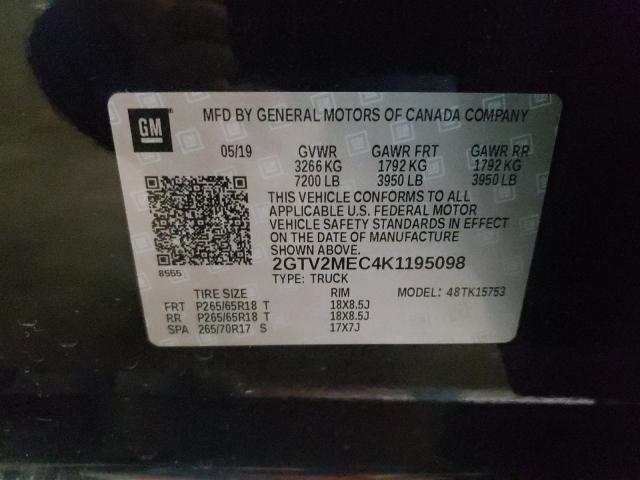 GM
MFD BY GENERAL MOTORS OF CANADA COMPANY
05/19 GVWR GAWR FRT GAWR RR
3266 KG 1792 KG 1792 KG
7200 LB 3950 LB 3950 LB
THIS VEHICLE CONFORMS TO ALL
APPLICABLE U.S. FEDERAL MOTOR
VEHICLE SAFETY STANDARDS IN EFFECT
ON THE DATE OF MANUFACTURE
SHOWN ABOVE.
8555
2GTV2MEC4K1195098
TYPE: TRUCK
TIRE SIZE RIM MODEL: 48TK15753
FRT P265/65R18 T 18X8.5J
RR P265/65R18 T 18X8.5J
SPA 265/70R17 S 17X7J